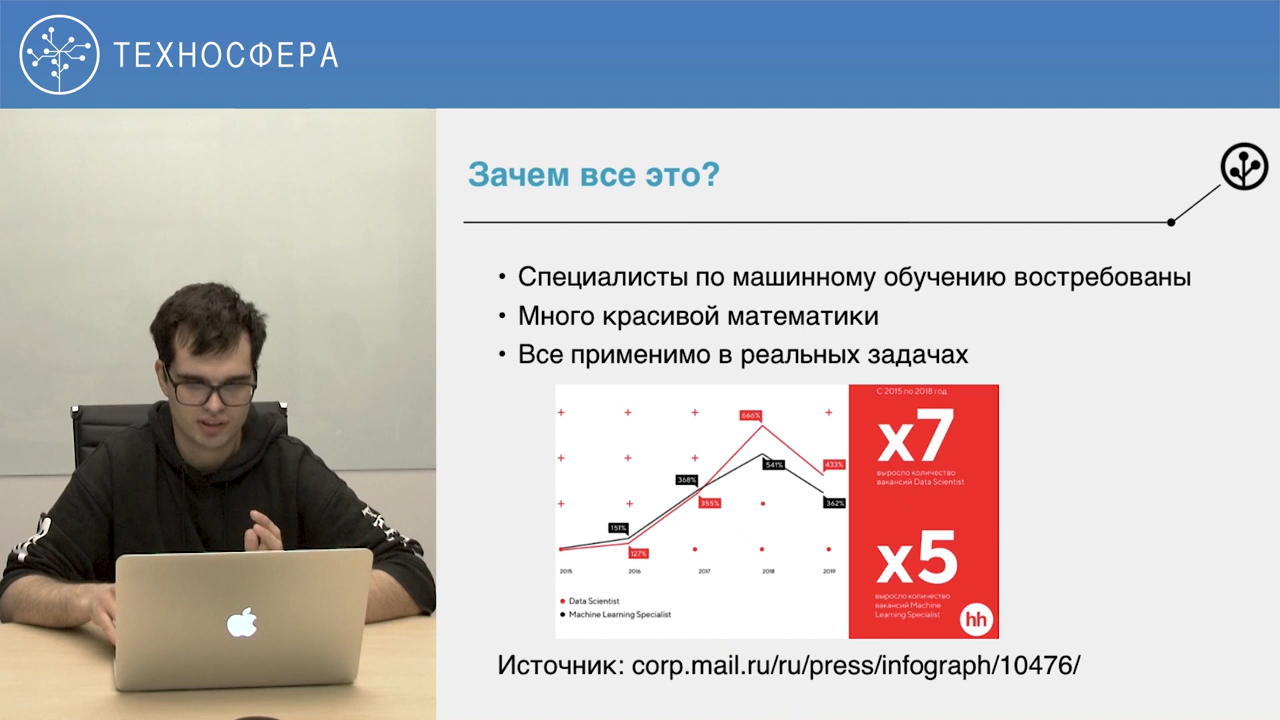 ТЕХНОСФЕРА
Зачем все это?
• Специалисты по машинному обучению востребованы
• Много красивой математики
• Все применимо в реальных задачах
С 2015 по 2018 год
x7
выросло количество
вакансий Data Scientist
x5
выросло количество
вакансий Machine
Learning Specialist
hh
666%
541%
433%
368%
355%
362%
151%
127%
2015 2016 2017 2018 2019
Data Scientist
Machine Learning Specialist
Источник: corp.mail.ru/ru/press/infograph/10476/